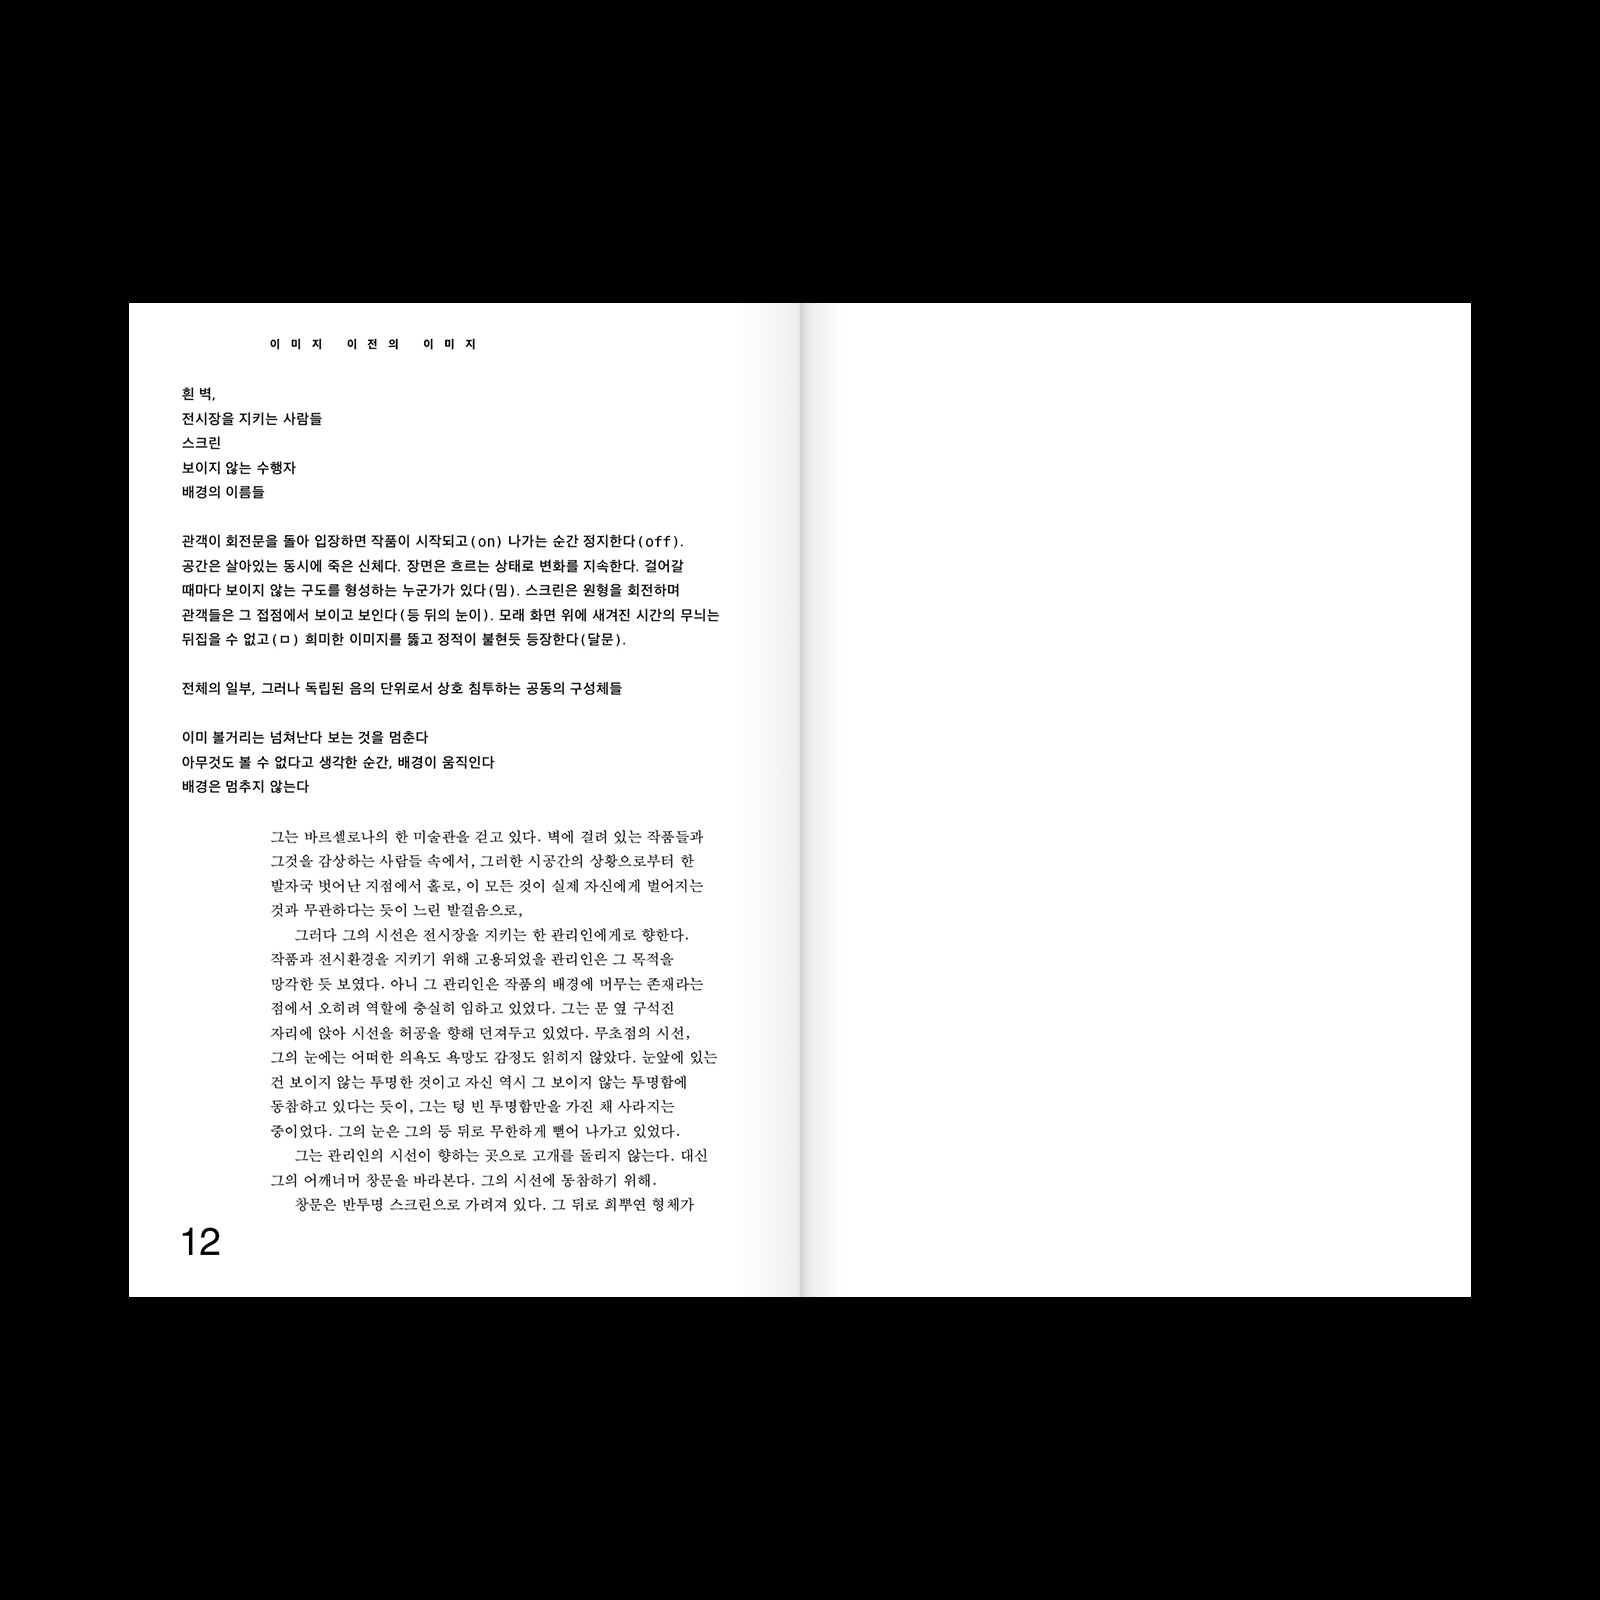 이미지 이전의 이미지
흰 벽,
전시장을 지키는 사람들
스크린
보이지 않는 수행자
배경의 이름들
관객이 회전문을 돌아 입장하면 작품이 시작되고(on) 나가는 순간 정지한다(off).
공간은 살아있는 동시에 죽은 신체다. 장면은 흐르는 상태로 변화를 지속한다. 걸어갈
때마다 보이지 않는 구도를 형성하는 누군가가 있다(밈). 스크린은 원형을 회전하며
관객들은 그 접점에서 보이고 보인다(등 뒤의 눈이). 모래 화면 위에 새겨진 시간의 무늬는
뒤집을 수 없고(ㅁ) 희미한 이미지를 뚫고 정적이 불현듯 등장한다(달문).
전체의 일부, 그러나 독립된 음의 단위로서 상호 침투하는 공동의 구성체들
이미 볼거리는 넘쳐난다 보는 것을 멈춘다
아무것도 볼 수 없다고 생각한 순간, 배경이 움직인다
배경은 멈추지 않는다
그는 바르셀로나의 한 미술관을 걷고 있다. 벽에 걸려 있는 작품들과
그것을 감상하는 사람들 속에서, 그러한 시공간의 상황으로부터 한
발자국 벗어난 지점에서 홀로, 이 모든 것이 실제 자신에게 벌어지는
것과 무관하다는 듯이 느린 발걸음으로,
그러다 그의 시선은 전시장을 지키는 한 관리인에게로 향한다.
작품과 전시환경을 지키기 위해 고용되었을 관리인은 그 목적을
망각한 듯 보였다. 아니 그 관리인은 작품의 배경에 머무는 존재라는
점에서 오히려 역할에 충실히 임하고 있었다. 그는 문 옆 구석진
자리에 앉아 시선을 허공을 향해 던져두고 있었다. 무초점의 시선,
그의 눈에는 어떠한 의욕도 욕망도 감정도 읽히지 않았다. 눈앞에 있는
건 보이지 않는 투명한 것이고 자신 역시 그 보이지 않는 투명함에
동참하고 있다는 듯이, 그는 텅 빈 투명함만을 가진 채 사라지는
중이었다. 그의 눈은 그의 등 뒤로 무한하게 뻗어 나가고 있었다.
그는 관리인의 시선이 향하는 곳으로 고개를 돌리지 않는다. 대신
그의 어깨너머 창문을 바라본다. 그의 시선에 동참하기 위해.
창문은 반투명 스크린으로 가려져 있다. 그 뒤로 희뿌연 형체가
12